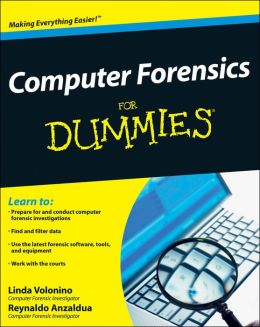 Making Everything Easier!™
Computer Forensics
FOR
DUMMIES®
Learn to:
• Prepare for and conduct computer
forensic investigations
• Find and filter data
• Use the latest forensic software, tools,
and equipment
• Work with the courts
Linda Volonino
Computer Forensic Investigator
Reynaldo Anzaldua
Computer Forensic Investigator